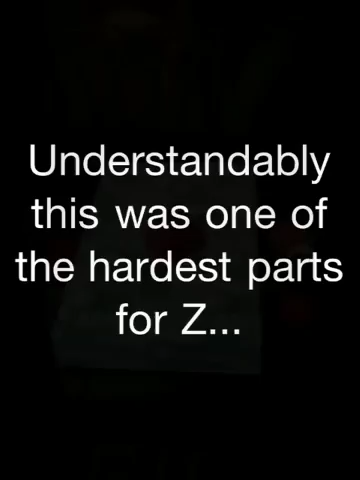 Understandably
this was one of
the hardest parts
for Z...